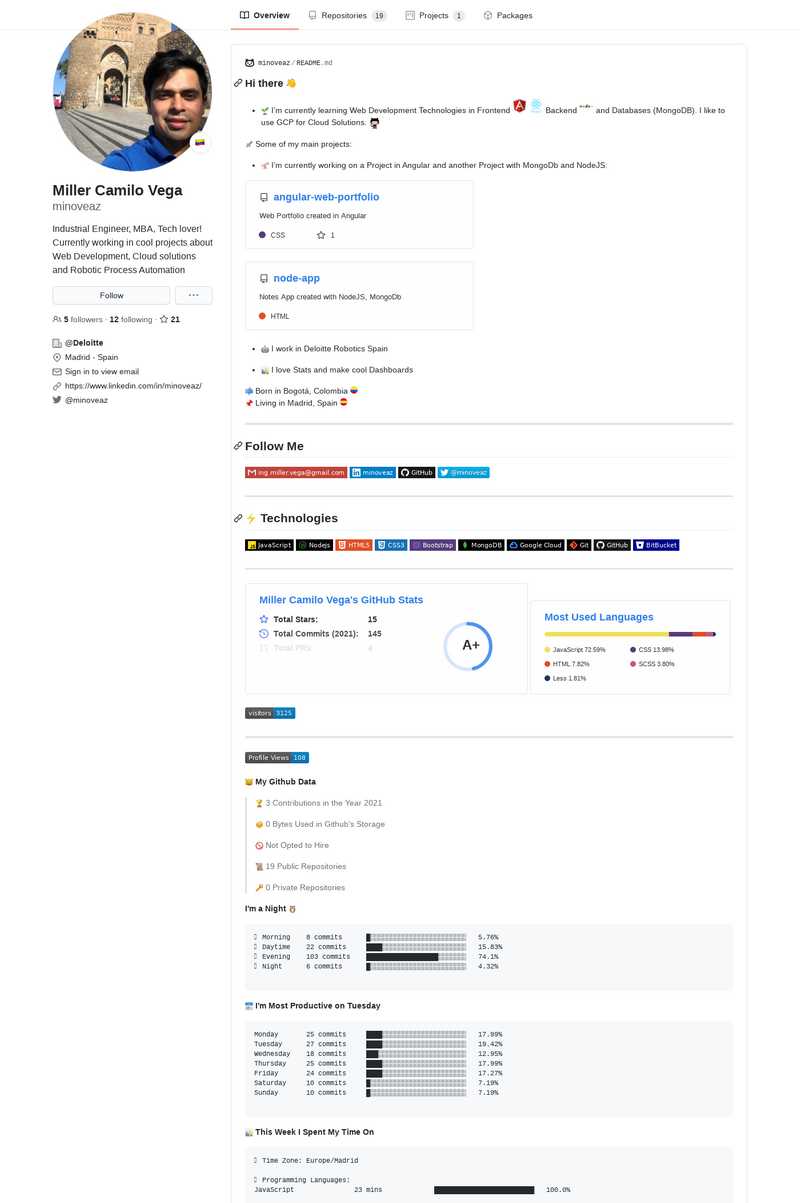 Overview
Repositories 19
Projects 1
Packages
Miller Camilo Vega
minoveaz
Industrial Engineer, MBA, Tech lover!
Currently working in cool projects about
Web Development, Cloud solutions
and Robotic Process Automation
Follow
5 followers · 12 following · 21
@Deloitte
Madrid - Spain
Sign in to view email
https://www.linkedin.com/in/minoveaz/
@minoveaz
minoveaz/README.md
Hi there
I'm currently learning Web Development Technologies in Frontend Backend and Databases (MongoDB). I like to
use GCP for Cloud Solutions.
Some of my main projects:
I'm currently working on a Project in Angular and another Project with MongoDb and NodeJS:
angular-web-portfolio
Web Portfolio created in Angular
CSS 1
node-app
Notes App created with NodeJS, MongoDb
HTML
I work in Deloitte Robotics Spain
I love Stats and make cool Dashboards
Born in Bogotá, Colombia
Living in Madrid, Spain
Follow Me
ing.miller.vega@gmail.com minoveaz GitHub @minoveaz
Technologies
JavaScript Nodejs HTML5 CSS3 Bootstrap MongoDB Google Cloud Git GitHub BitBucket
Miller Camilo Vega's GitHub Stats
Total Stars: 15
Total Commits (2021): 145
Total PRs: 4
A+
Most Used Languages
JavaScript 72.59% CSS 13.98%
HTML 7.82% SCSS 3.80%
Less 1.81%
visitors 3125
Profile Views 108
My Github Data
3 Contributions in the Year 2021
0 Bytes Used in Github's Storage
Not Opted to Hire
19 Public Repositories
0 Private Repositories
I'm a Night
Morning 8 commits 5.76%
Daytime 22 commits 15.83%
Evening 103 commits 74.1%
Night 6 commits 4.32%
I'm Most Productive on Tuesday
Monday 25 commits 17.99%
Tuesday 27 commits 19.42%
Wednesday 18 commits 12.95%
Thursday 25 commits 17.99%
Friday 24 commits 17.27%
Saturday 10 commits 7.19%
Sunday 10 commits 7.19%
This Week I Spent My Time On
Time Zone: Europe/Madrid
Programming Languages:
JavaScript 23 mins 100.0%